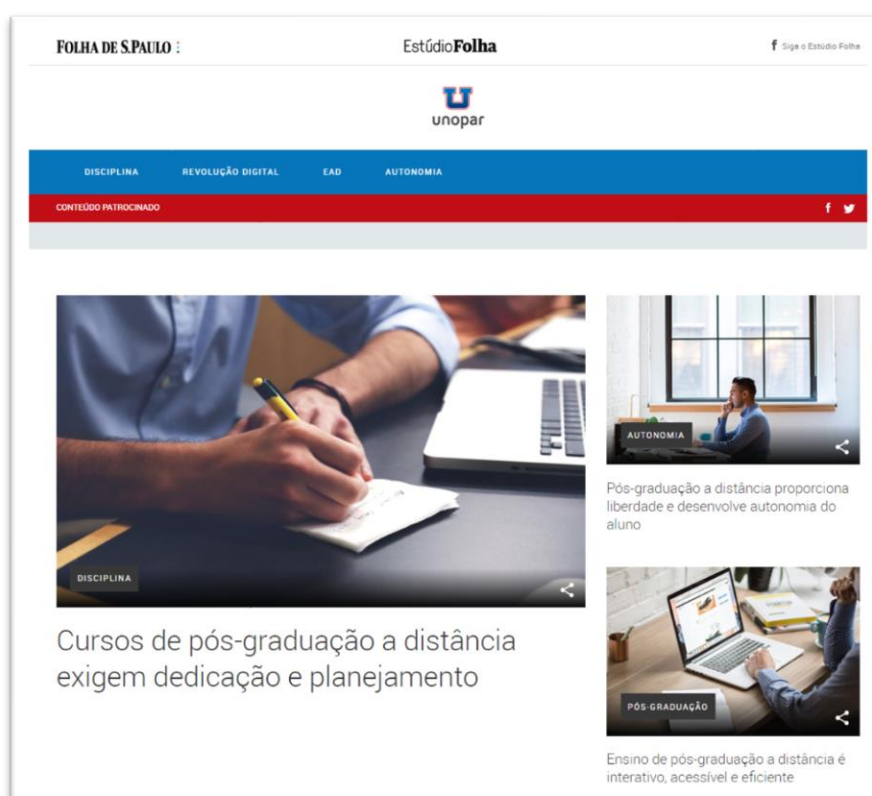 FOLHA DE S.PAULO
EstúdioFolha
f Siga o Estúdio Folha
U
unopar
DISCIPLINA REVOLUÇÃO DIGITAL EAD AUTONOMIA
CONTEÚDO PATROCINADO
f
DISCIPLINA
Cursos de pós-graduação a distância
exigem dedicação e planejamento
AUTONOMIA
Pós-graduação a distância proporciona
liberdade e desenvolve autonomia do
aluno
PÓS-GRADUAÇÃO
Ensino de pós-graduação a distância é
interativo, acessível e eficiente